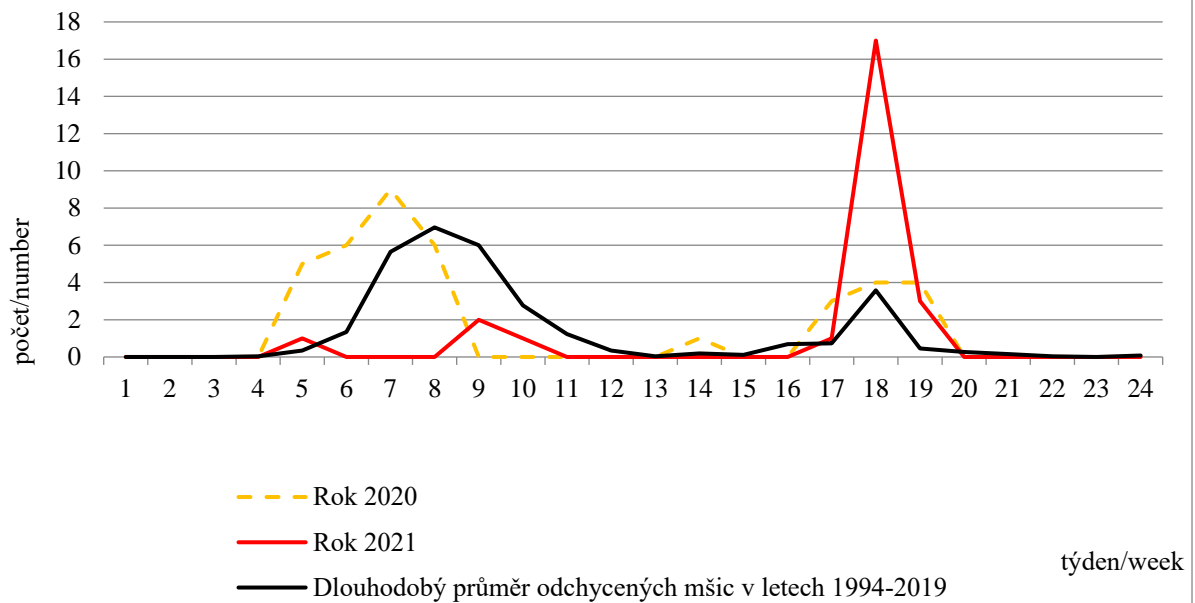 18
16
14
12
10
8
6
4
2
0
počet/number
1 2 3 4 5 6 7 8 9 10 11 12 13 14 15 16 17 18 19 20 21 22 23 24
týden/week
Rok 2020
Rok 2021
Dlouhodobý průměr odchycených mšic v letech 1994-2019